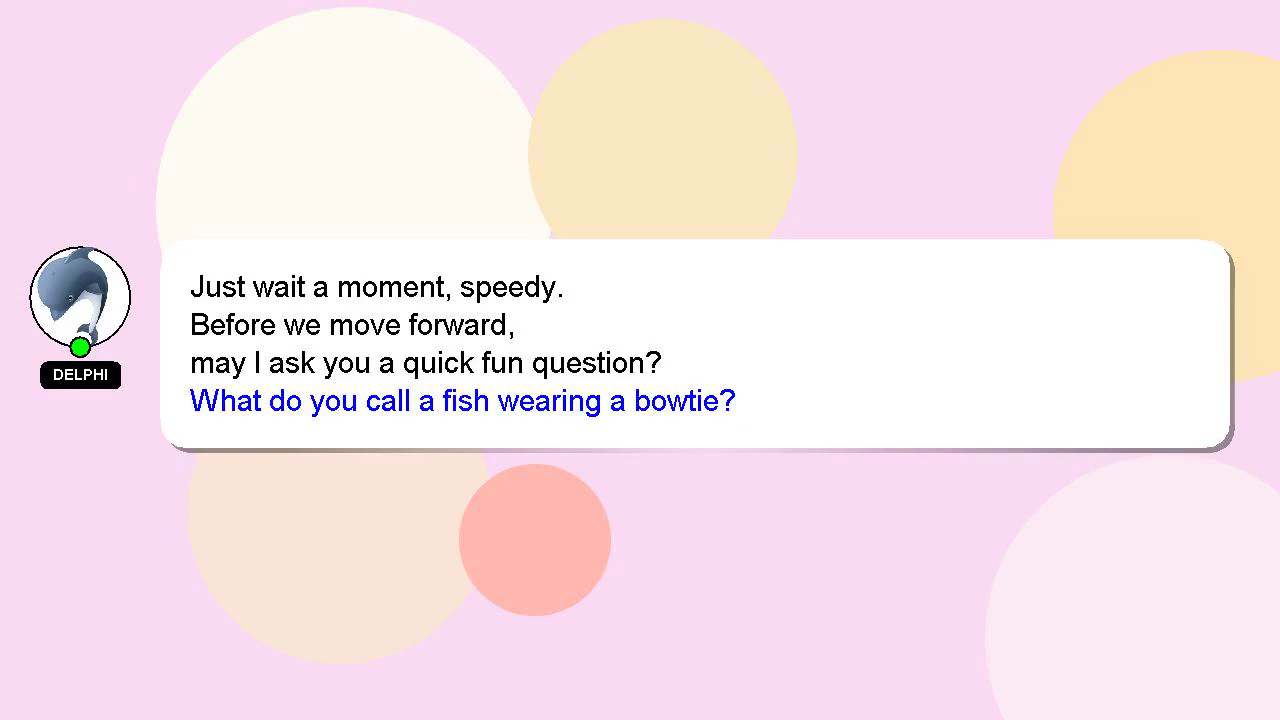 Just wait a moment, speedy.
Before we move forward,
may I ask you a quick fun question?
What do you call a fish wearing a bowtie?
DELPHI